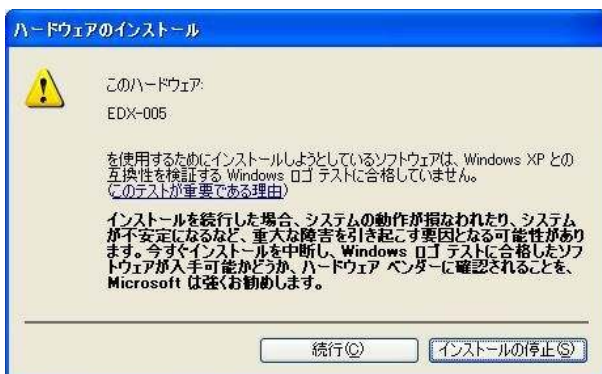 ハードウェアのインストール
このハードウェア:
EDX-005
を使用するためにインストールしようとしているソフトウェアは、Windows XP との
互換性を検証する Windows ロゴ テストに合格していません。
(このテストが重要である理由)
インストールを続行した場合、システムの動作が損なわれたり、システム
が不安定になるなど、重大な障害を引き起こす要因となる可能性があり
ます。今すぐインストールを中断し、Windows ロゴ テストに合格したソフ
トウェアが入手可能かどうか、ハードウェア ベンダーに確認されることを、
Microsoft は強くお勧めします。
続行(C)
インストールの停止(S)